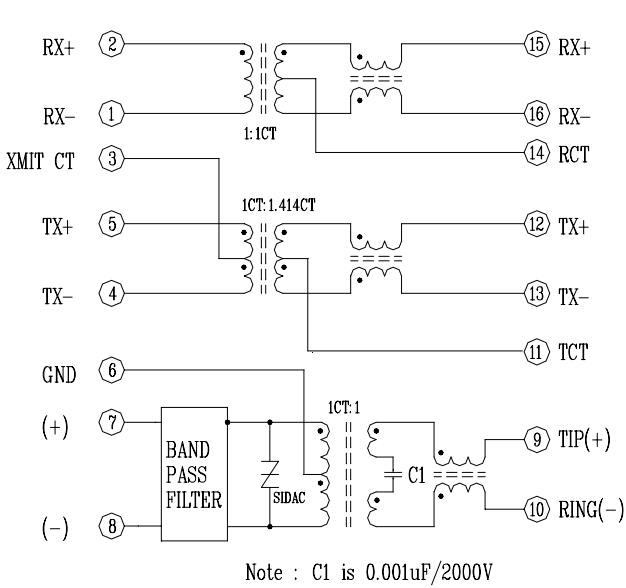 RX+ 2 15 RX+
RX- 1 16 RX-
1:1CT
14 RCT
XMIT CT 3
1CT:1.414CT
TX+ 5 12 TX+
TX- 4 13 TX-
11 TCT
GND 6
1CT:1
(+) 7
9 TIP(+)
BAND
PASS
FILTER
C1
SIDAC
10 RING(-)
(-) 8
Note : C1 is 0.001uF/2000V